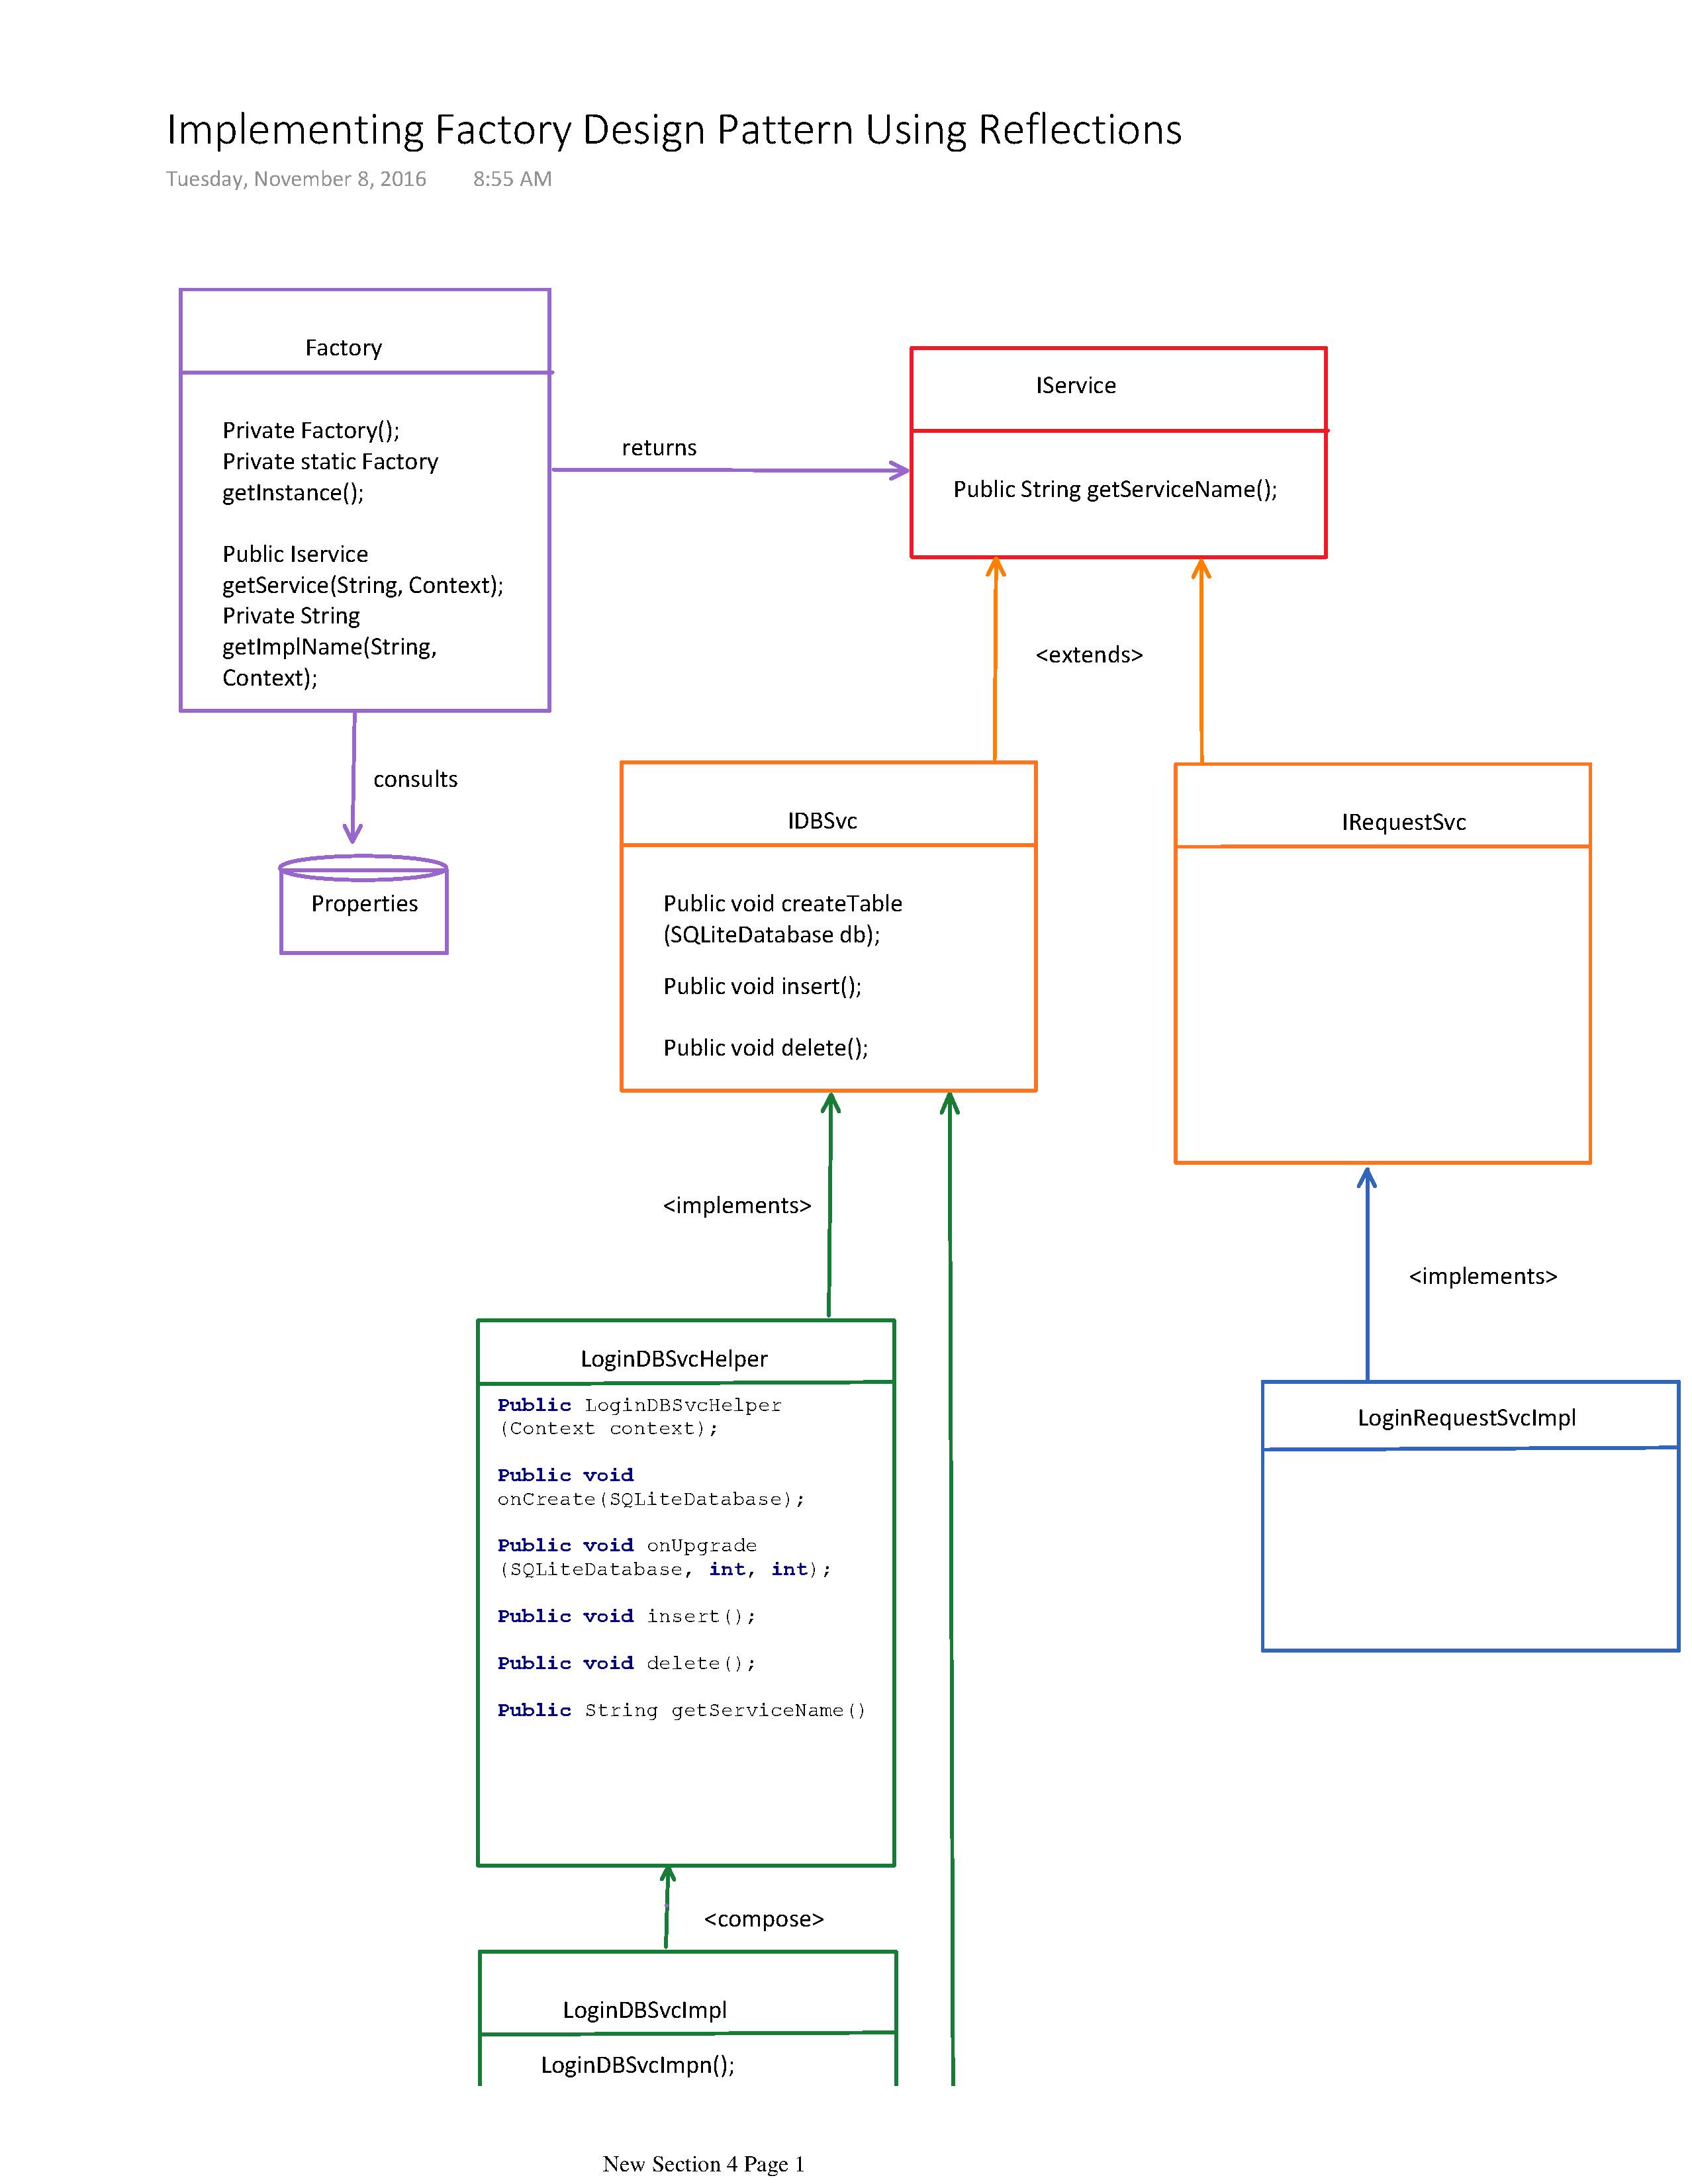 Implementing Factory Design Pattern Using Reflections
Tuesday, November 8, 2016 8:55 AM
Factory
Private Factory();
Private static Factory
getInstance();
Public Iservice
getService(String, Context);
Private String
getImplName(String,
Context);
returns
IService
Public String getServiceName();
<extends>
consults
Properties
IDBSvc
Public void createTable
(SQLiteDatabase db);
Public void insert();
Public void delete();
IRequestSvc
<implements>
<implements>
LoginDBSvcHelper
Public LoginDBSvcHelper
(Context context);
Public void
onCreate(SQLiteDatabase);
Public void onUpgrade
(SQLiteDatabase, int, int);
Public void insert();
Public void delete();
Public String getServiceName()
LoginRequestSvcImpl
<compose>
LoginDBSvcImpl
LoginDBSvcImpn();
New Section 4 Page 1